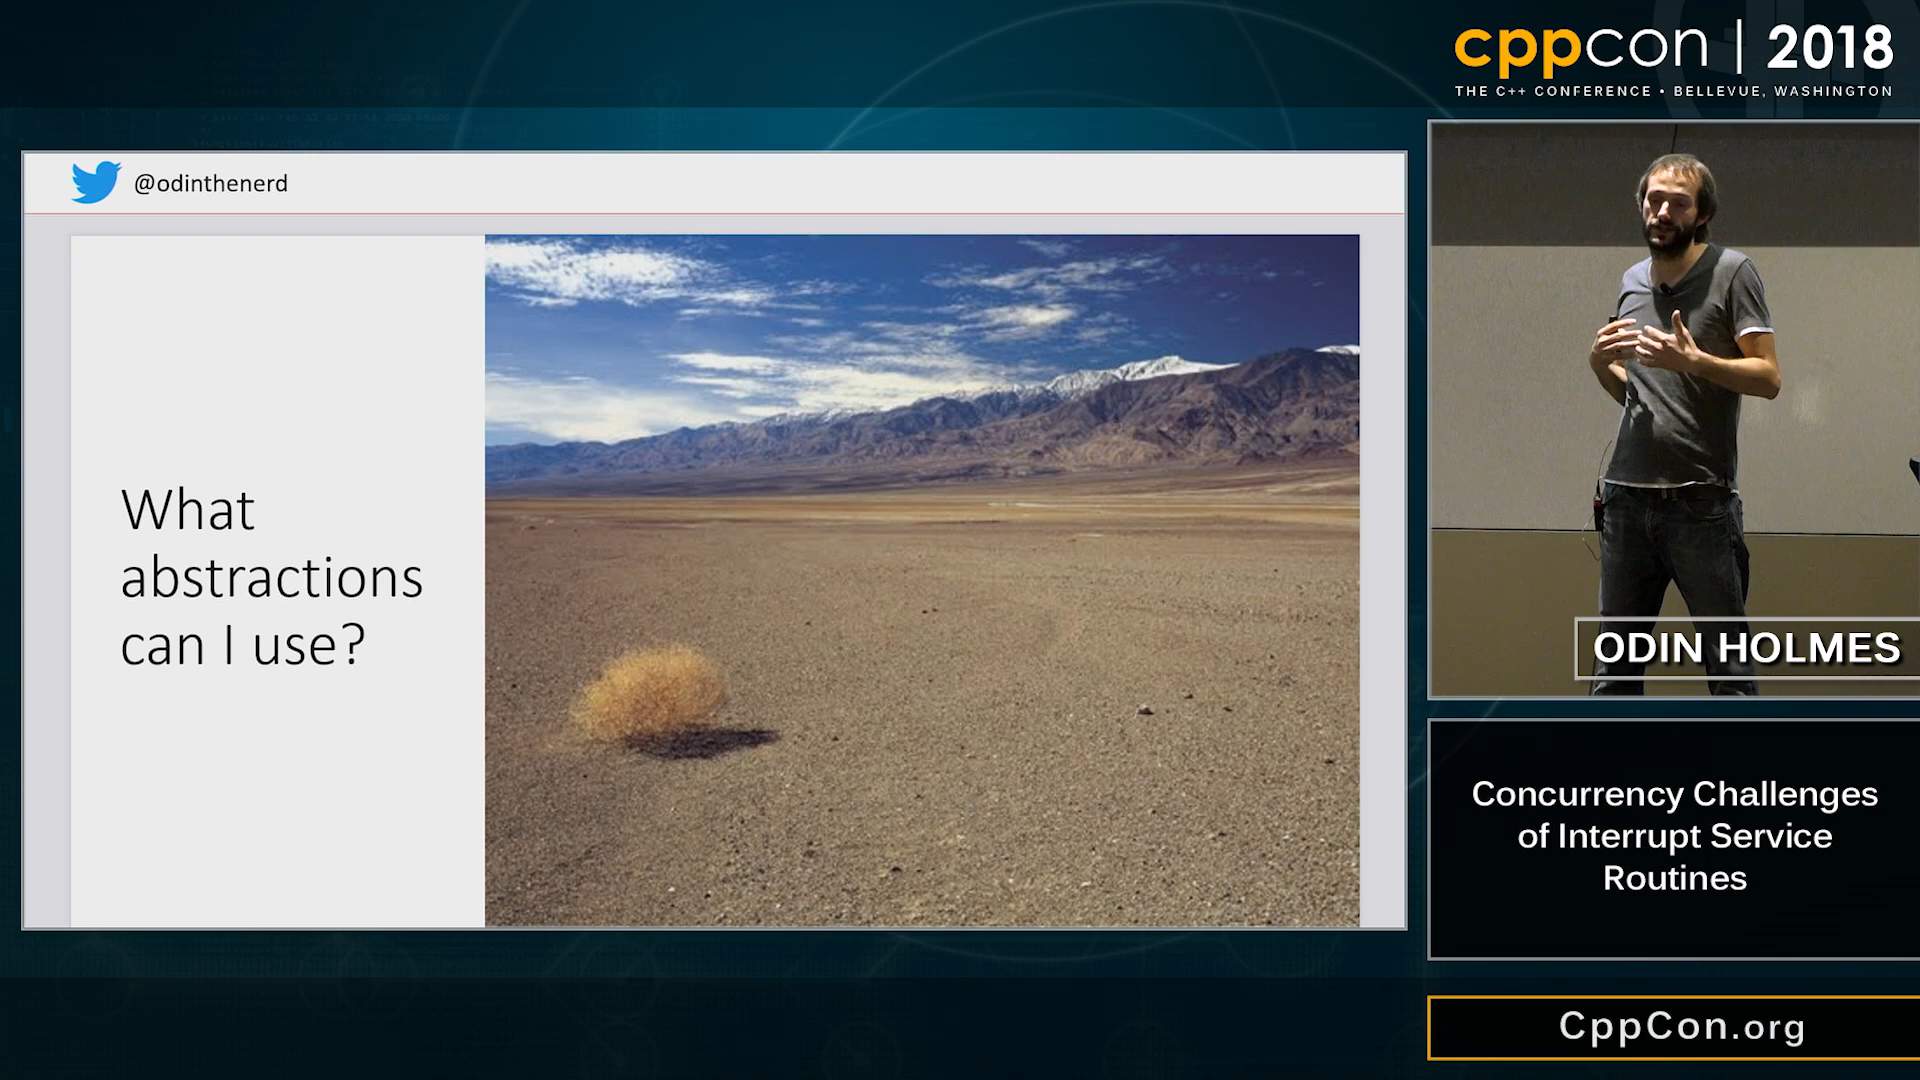 cppcon | 2018
THE C++ CONFERENCE • BELLEVUE, WASHINGTON
@odinthenerd
What
abstractions
can I use?
ODIN HOLMES
Concurrency Challenges
of Interrupt Service
Routines
CppCon.org